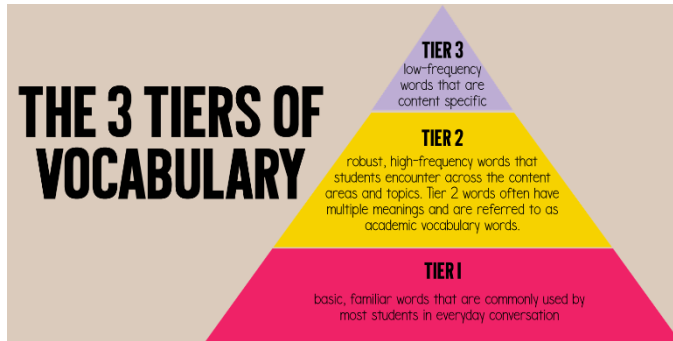 THE 3 TIERS OF
VOCABULARY
TIER 3
low-frequency
words that are
content specific
TIER 2
robust, high-frequency words that
students encounter across the content
areas and topics. Tier 2 words often have
multiple meanings and are referred to as
academic vocabulary words.
TIER 1
basic, familiar words that are commonly used by
most students in everyday conversation